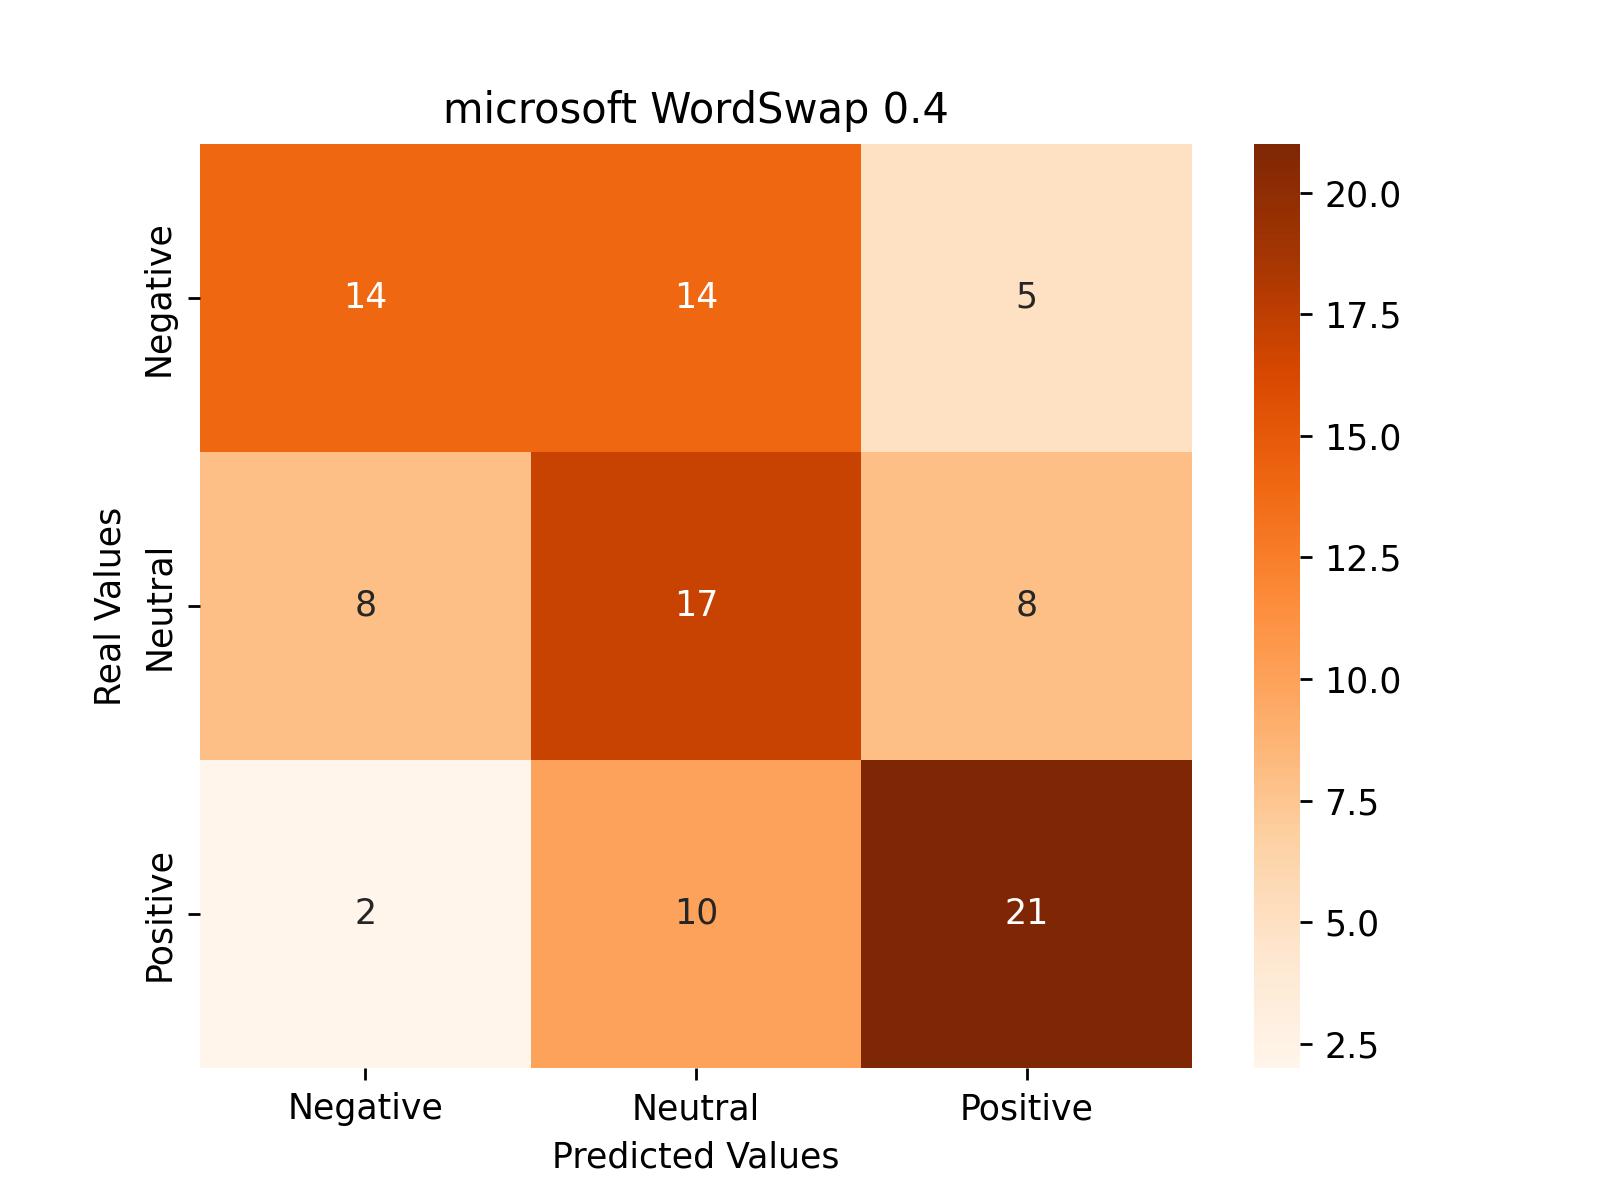 microsoft WordSwap 0.4
Real Values
Negative
14
14
5
Neutral
8
17
8
Positive
2
10
21
Negative
Neutral
Positive
Predicted Values
20.0
17.5
15.0
12.5
10.0
7.5
5.0
2.5